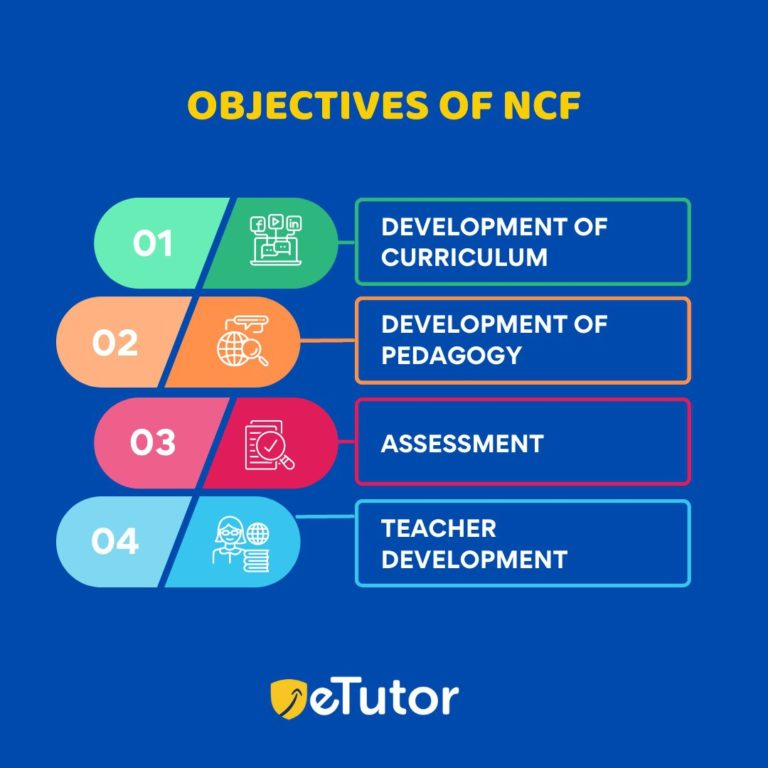 OBJECTIVES OF NCF
01
DEVELOPMENT OF
CURRICULUM
02
DEVELOPMENT OF
PEDAGOGY
03
ASSESSMENT
04
TEACHER
DEVELOPMENT
eTutor